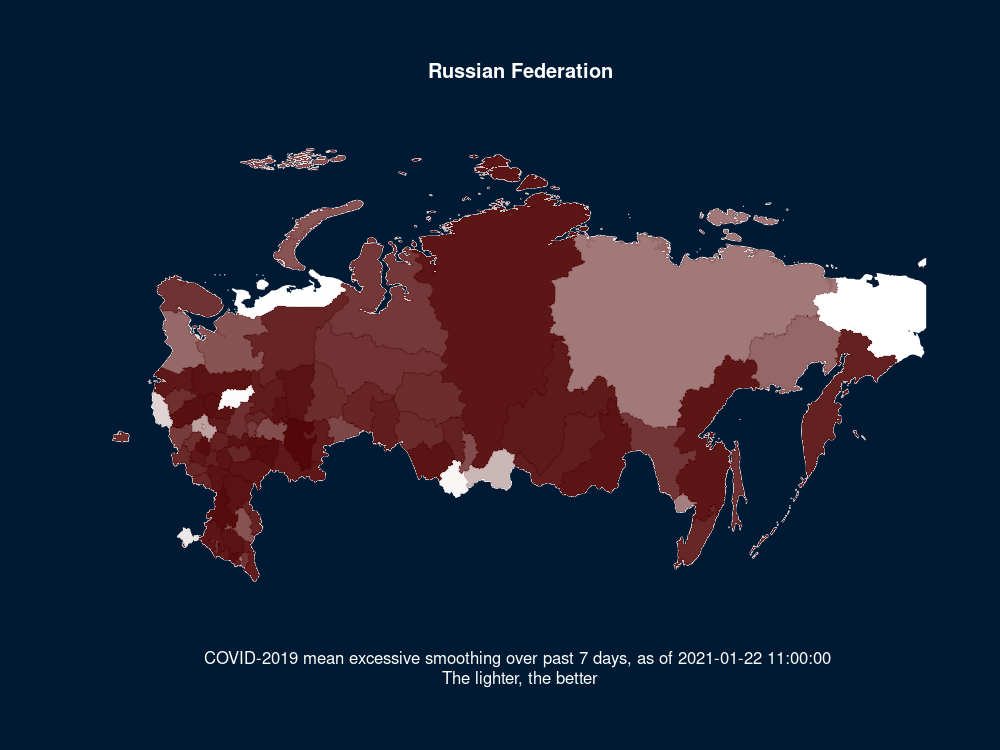 Russian Federation
COVID-2019 mean excessive smoothing over past 7 days, as of 2021-01-22 11:00:00
The lighter, the better